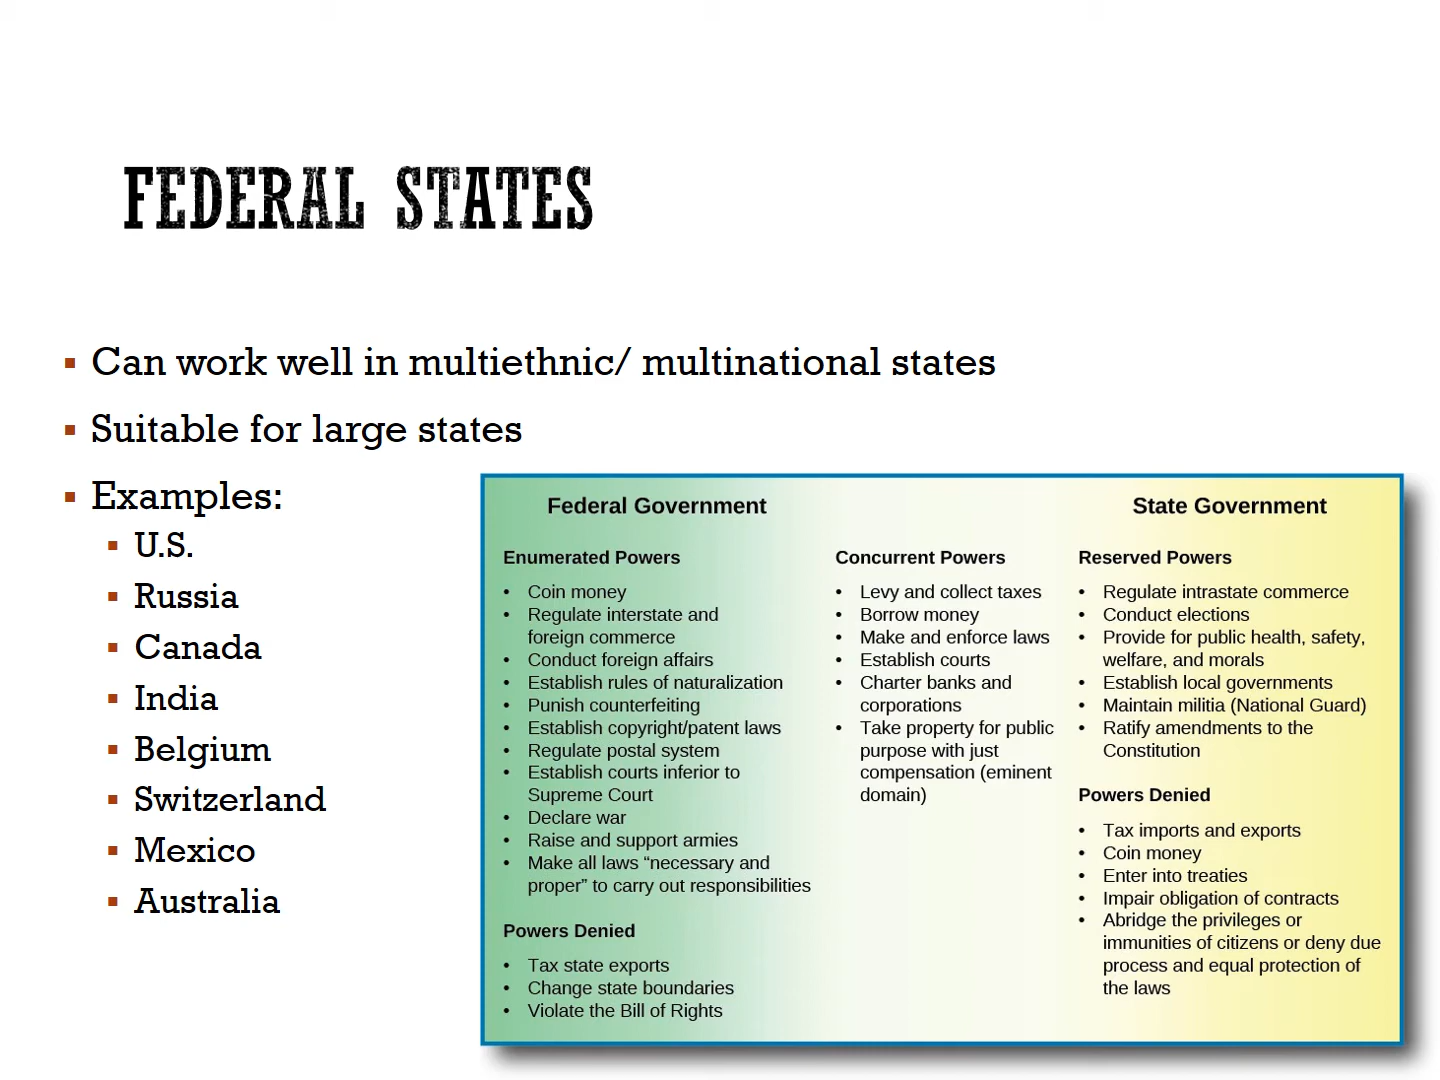 FEDERAL STATES
▪ Can work well in multiethnic/ multinational states
▪ Suitable for large states
▪ Examples:
▪ U.S.
▪ Russia
▪ Canada
▪ India
▪ Belgium
▪ Switzerland
▪ Mexico
▪ Australia
Federal Government
Enumerated Powers
• Coin money
• Regulate interstate and
foreign commerce
• Conduct foreign affairs
• Establish rules of naturalization
• Punish counterfeiting
• Establish copyright/patent laws
• Regulate postal system
• Establish courts inferior to
Supreme Court
• Declare war
• Raise and support armies
• Make all laws “necessary and
proper” to carry out responsibilities
Powers Denied
• Tax state exports
• Change state boundaries
• Violate the Bill of Rights
Concurrent Powers
• Levy and collect taxes
• Borrow money
• Make and enforce laws
• Establish courts
• Charter banks and
corporations
• Take property for public
purpose with just
compensation (eminent
domain)
State Government
Reserved Powers
• Regulate intrastate commerce
• Conduct elections
• Provide for public health, safety,
welfare, and morals
• Establish local governments
• Maintain militia (National Guard)
• Ratify amendments to the
Constitution
Powers Denied
• Tax imports and exports
• Coin money
• Enter into treaties
• Impair obligation of contracts
• Abridge the privileges or
immunities of citizens or deny due
process and equal protection of
the laws